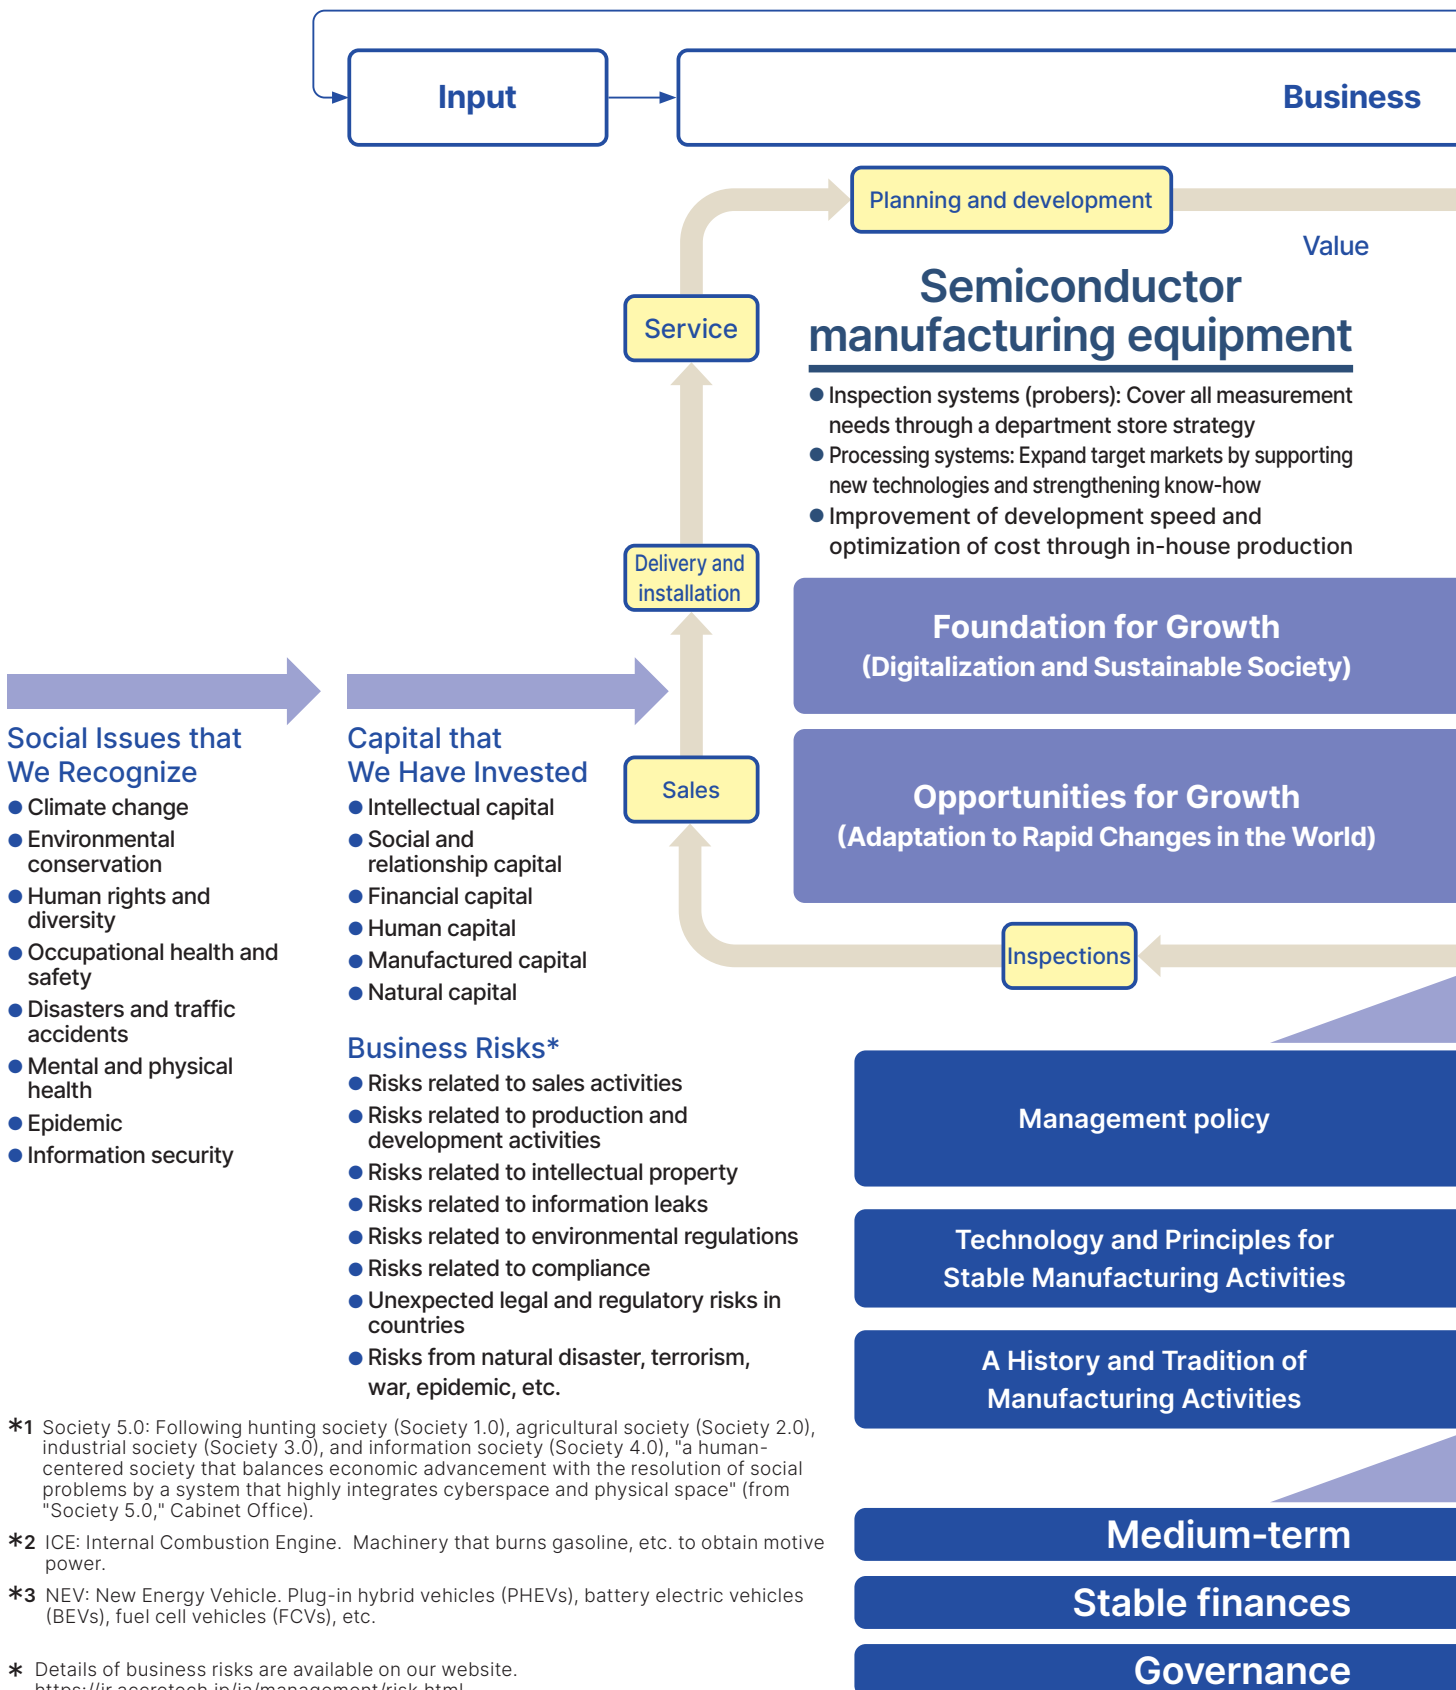 Input
Business
Planning and development
Value
Semiconductor
manufacturing equipment
Service
● Inspection systems (probers): Cover all measurement
needs through a department store strategy
● Processing systems: Expand target markets by supporting
new technologies and strengthening know-how
● Improvement of development speed and
optimization of cost through in-house production
Delivery and
installation
Foundation for Growth
(Digitalization and Sustainable Society)
Sales
Opportunities for Growth
(Adaptation to Rapid Changes in the World)
Inspections
Social Issues that
We Recognize
● Climate change
● Environmental
conservation
● Human rights and
diversity
● Occupational health and
safety
● Disasters and traffic
accidents
● Mental and physical
health
● Epidemic
● Information security
Capital that
We Have Invested
● Intellectual capital
● Social and
relationship capital
● Financial capital
● Human capital
● Manufactured capital
● Natural capital
Business Risks*
● Risks related to sales activities
● Risks related to production and
development activities
● Risks related to intellectual property
● Risks related to information leaks
● Risks related to environmental regulations
● Risks related to compliance
● Unexpected legal and regulatory risks in
countries
● Risks from natural disaster, terrorism,
war, epidemic, etc.
Management policy
Technology and Principles for
Stable Manufacturing Activities
A History and Tradition of
Manufacturing Activities
Medium-term
Stable finances
Governance
*1 Society 5.0: Following hunting society (Society 1.0), agricultural society (Society 2.0),
industrial society (Society 3.0), and information society (Society 4.0), "a human-
centered society that balances economic advancement with the resolution of social
problems by a system that highly integrates cyberspace and physical space" (from
"Society 5.0," Cabinet Office).
*2 ICE: Internal Combustion Engine. Machinery that burns gasoline, etc. to obtain motive
power.
*3 NEV: New Energy Vehicle. Plug-in hybrid vehicles (PHEVs), battery electric vehicles
(BEVs), fuel cell vehicles (FCVs), etc.
* Details of business risks are available on our website.
https://ir.accretech.jp/ja/management/risk.html